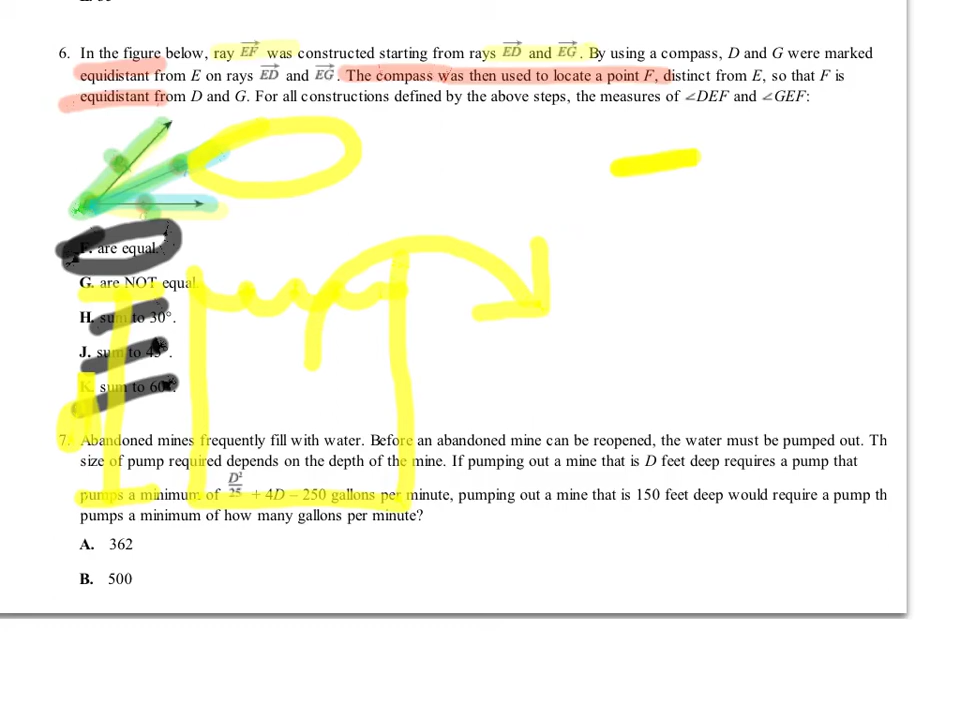 6. In the figure below, ray EF was constructed starting from rays ED and EG. By using a compass, D and G were marked
equidistant from E on rays ED and EG. The compass was then used to locate a point F, distinct from E, so that F is
equidistant from D and G. For all constructions defined by the above steps, the measures of ∠DEF and ∠GEF:
F. are equal.
G. are NOT equal.
H. sum to 30°.
J. sum to 45°.
K. sum to 60°.
7. Abandoned mines frequently fill with water. Before an abandoned mine can be reopened, the water must be pumped out. Th
size of pump required depends on the depth of the mine. If pumping out a mine that is D feet deep requires a pump that
pumps a minimum of D²/25 + 4D – 250 gallons per minute, pumping out a mine that is 150 feet deep would require a pump th
pumps a minimum of how many gallons per minute?
A. 362
B. 500